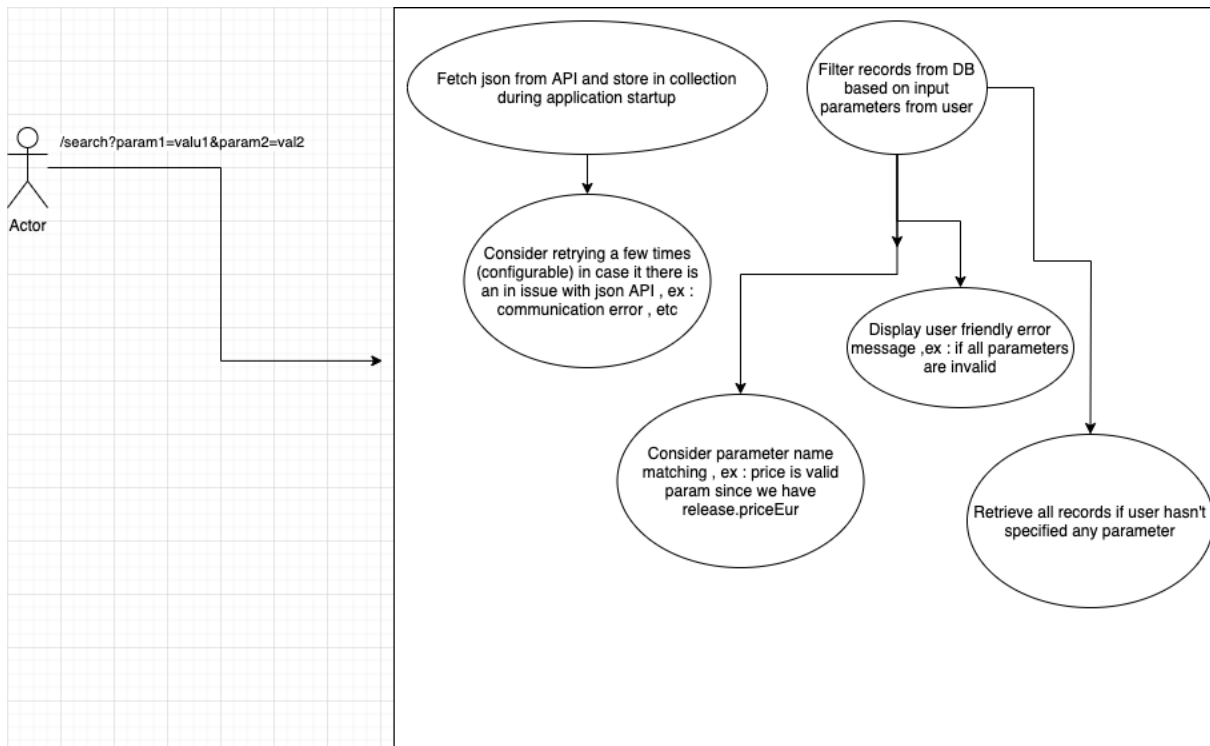 Fetch json from API and store in collection
during application startup
Filter records from DB
based on input
parameters from user
/search?param1=valu1&param2=val2
Actor
Consider retrying a few times
(configurable) in case it there is
an in issue with json API , ex :
communication error , etc
Display user friendly error
message ,ex : if all parameters
are invalid
Consider parameter name
matching , ex : price is valid
param since we have
release.priceEur
Retrieve all records if user hasn't
specified any parameter